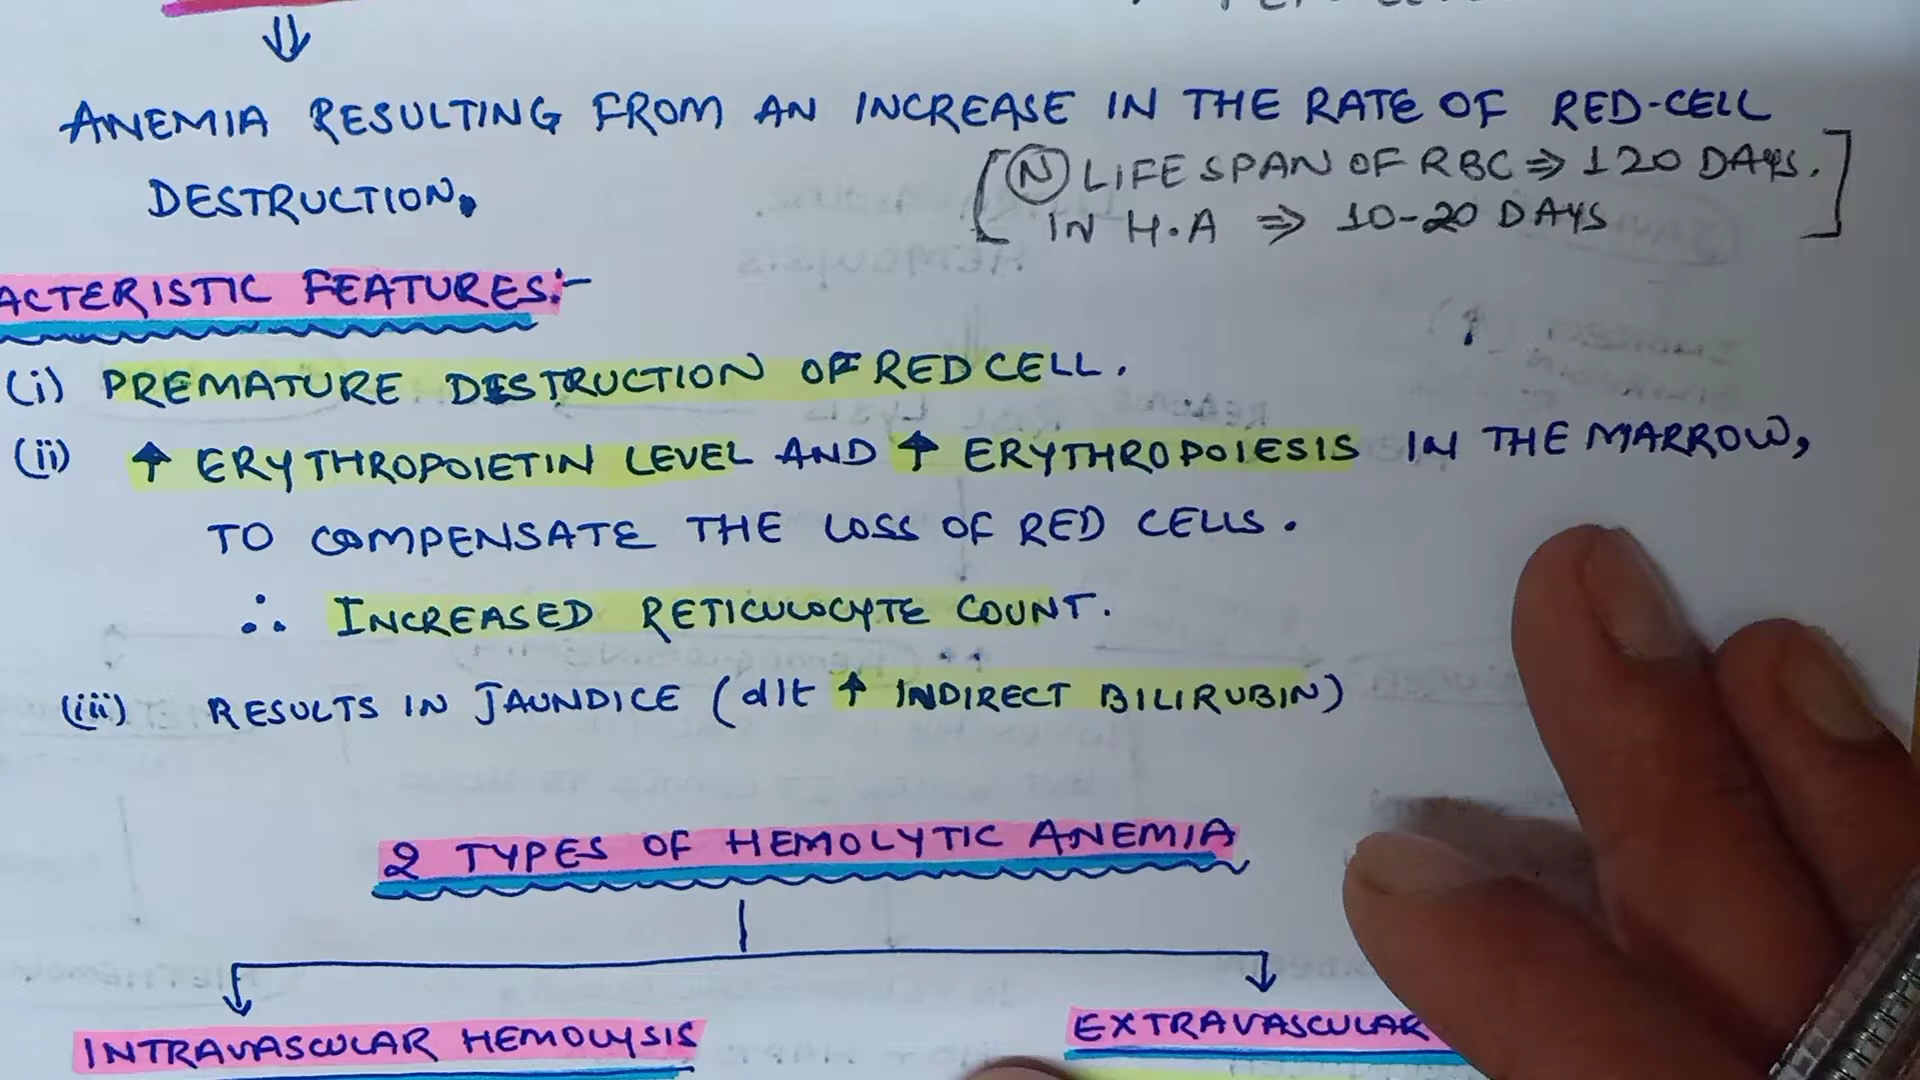 ⇓
ANEMIA RESULTING FROM AN INCREASE IN THE RATE OF RED-CELL
DESTRUCTION.
[Ⓝ LIFE SPAN OF RBC ⇒ 120 DAYS.
IN H.A ⇒ 10-20 DAYS]
ACTERISTIC FEATURES:-
(i) PREMATURE DESTRUCTION OF RED CELL.
(ii) ↑ ERYTHROPOIETIN LEVEL AND ↑ ERYTHROPOIESIS IN THE MARROW,
TO COMPENSATE THE LOSS OF RED CELLS.
∴ INCREASED RETICULOCYTE COUNT.
(iii) RESULTS IN JAUNDICE (d/t ↑ INDIRECT BILIRUBIN)
2 TYPES OF HEMOLYTIC ANEMIA
INTRAVASCULAR HEMOLYSIS
EXTRAVASCULAR